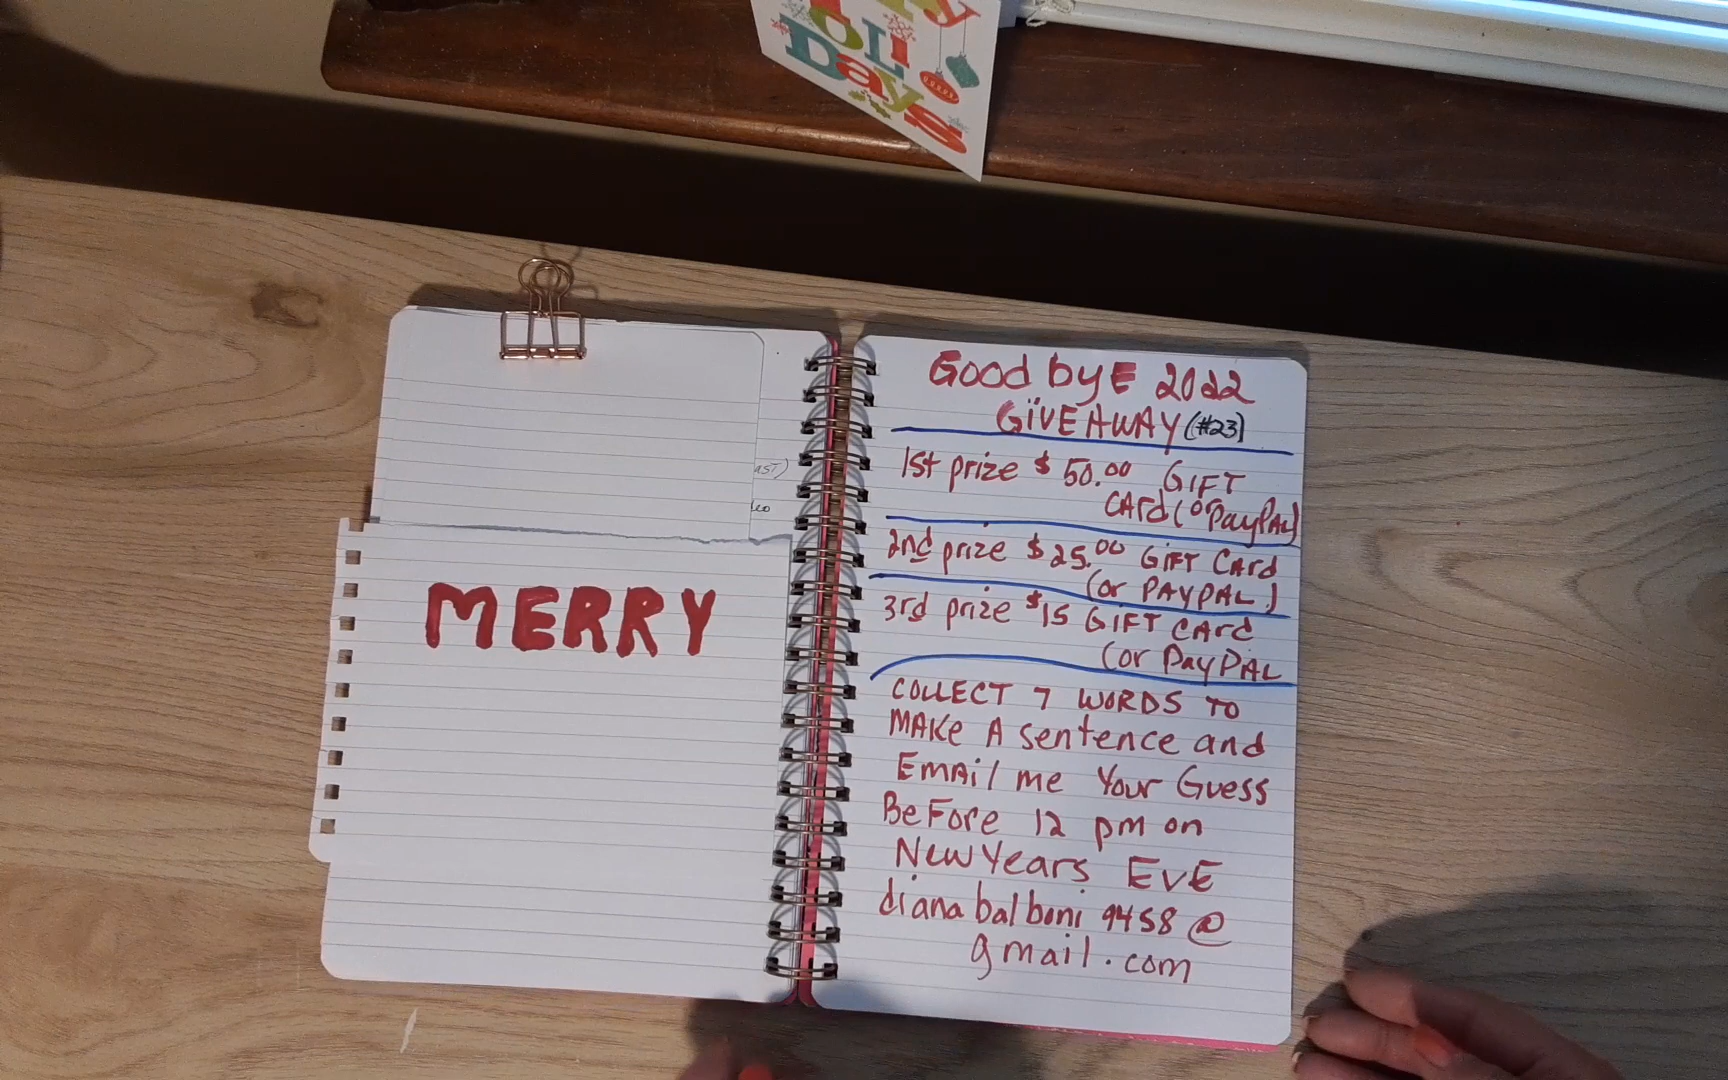 HOLI
Days
MERRY
Good byE 2022
GIVEAWAY (#23)
1st prize $50.00 GIFT
CARd (or PayPAL)
2nd prize $25.00 GIFT CARd
(or PAYPAL)
3rd prize $15 GIFT CARd
(or PayPAL
COLLECT 7 WORDS TO
MAKe A sentence and
EmAil me Your Guess
BeFore 12 pm on
New Years EVE
dianabalboni9458@
gmail.com